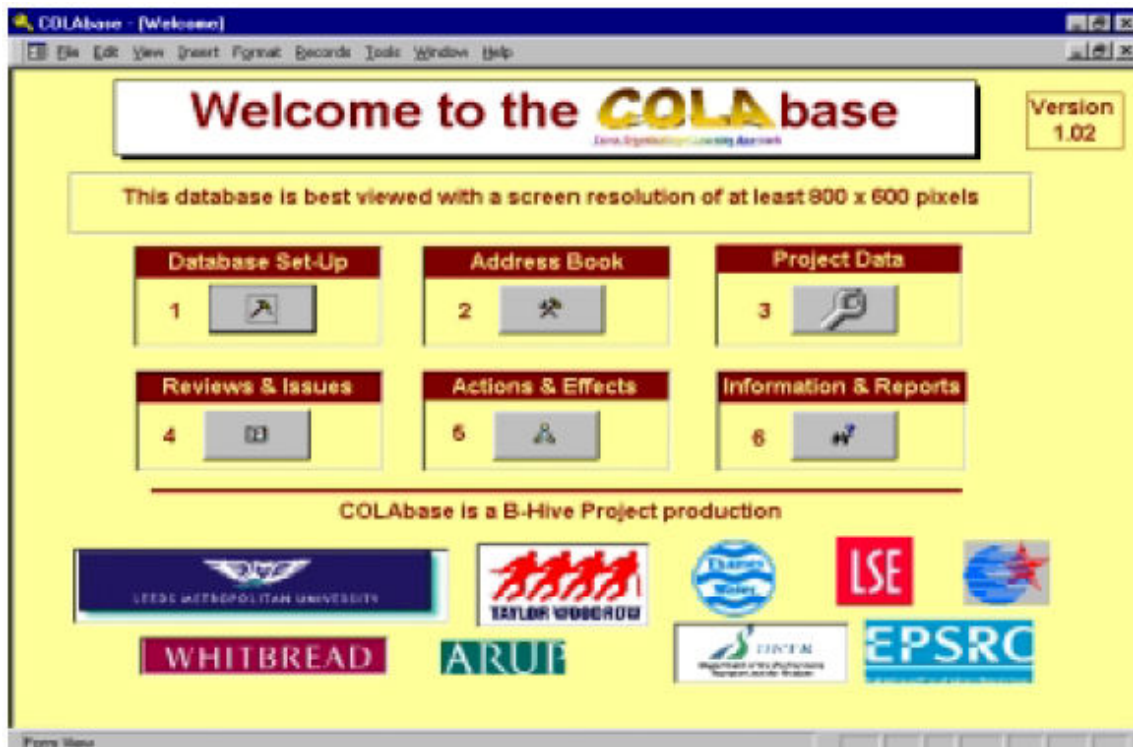 COLAbase - [Welcome]
File Edit View Insert Format Records Tools Window Help
Welcome to the COLA base
Version
1.02
This database is best viewed with a screen resolution of at least 800 x 600 pixels
Database Set-Up
1
Address Book
2
Project Data
3
Reviews & Issues
4
Actions & Effects
5
Information & Reports
6
COLAbase is a B-Hive Project production
LEEDS METROPOLITAN UNIVERSITY
TAYLOR WOODROW
Thames
Water
LSE
WHITBREAD
ARUP
EPSRC
Form View